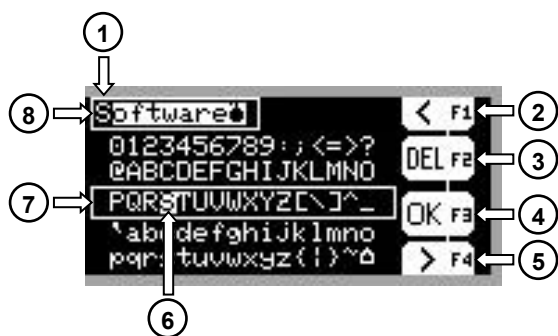 1
8 Software < F1 2
0123456789:;<=>? DEL F2 3
@ABCDEFGHIJKLMNO
7 PQRSTUVWXYZ[\]^_ OK F3 4
`abcdefghijklmno
pqrstuvwxyz{|}~ > F4 5
6